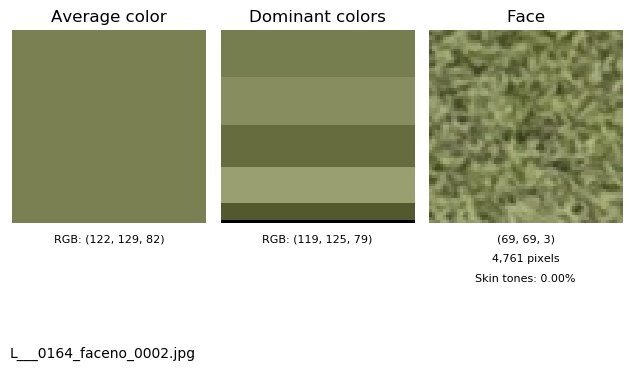 Average color
Dominant colors
Face
RGB: (122, 129, 82)
RGB: (119, 125, 79)
(69, 69, 3)
4,761 pixels
Skin tones: 0.00%
L___0164_faceno_0002.jpg